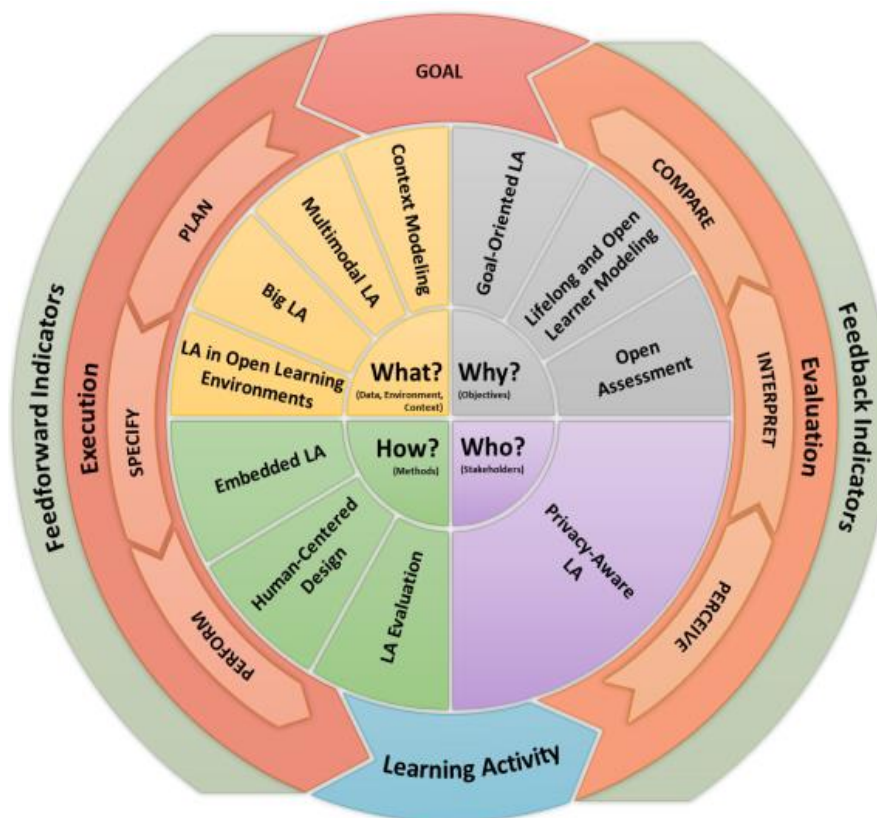 GOAL
PLAN
SPECIFY
PERFORM
Execution
Feedforward Indicators
COMPARE
INTERPRET
PERCEIVE
Evaluation
Feedback Indicators
Learning Activity
What?
(Data, Environment,
Context)
LA in Open Learning
Environments
Big LA
Multimodal LA
Context Modeling
Why?
(Objectives)
Goal-Oriented LA
Lifelong and Open
Learner Modeling
Open
Assessment
How?
(Methods)
Embedded LA
Human-Centered
Design
LA Evaluation
Who?
(Stakeholders)
Privacy-Aware
LA